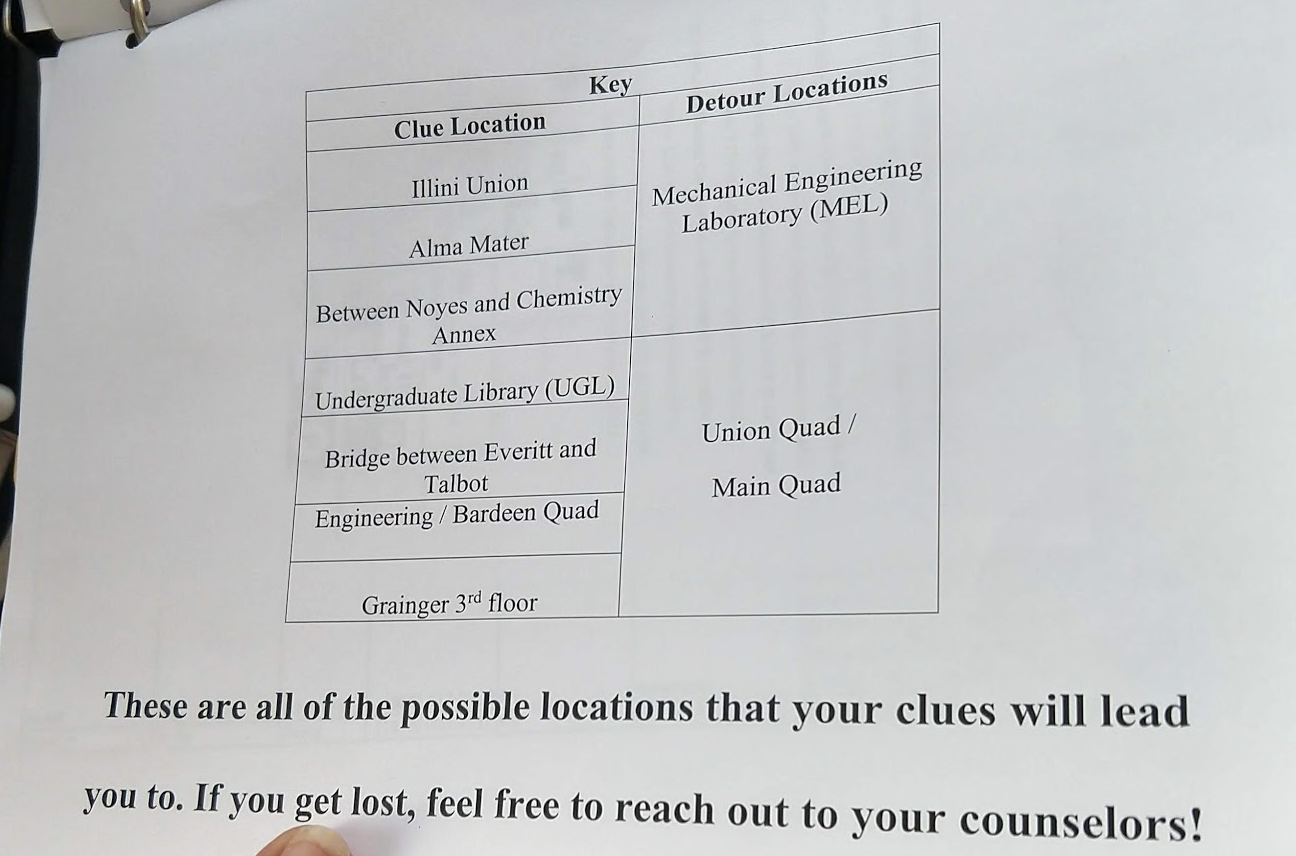 Key
Clue Location
Detour Locations
Illini Union
Alma Mater
Between Noyes and Chemistry
Annex
Undergraduate Library (UGL)
Bridge between Everitt and
Talbot
Engineering / Bardeen Quad
Grainger 3rd floor
Mechanical Engineering
Laboratory (MEL)
Union Quad /
Main Quad
These are all of the possible locations that your clues will lead
you to. If you get lost, feel free to reach out to your counselors!